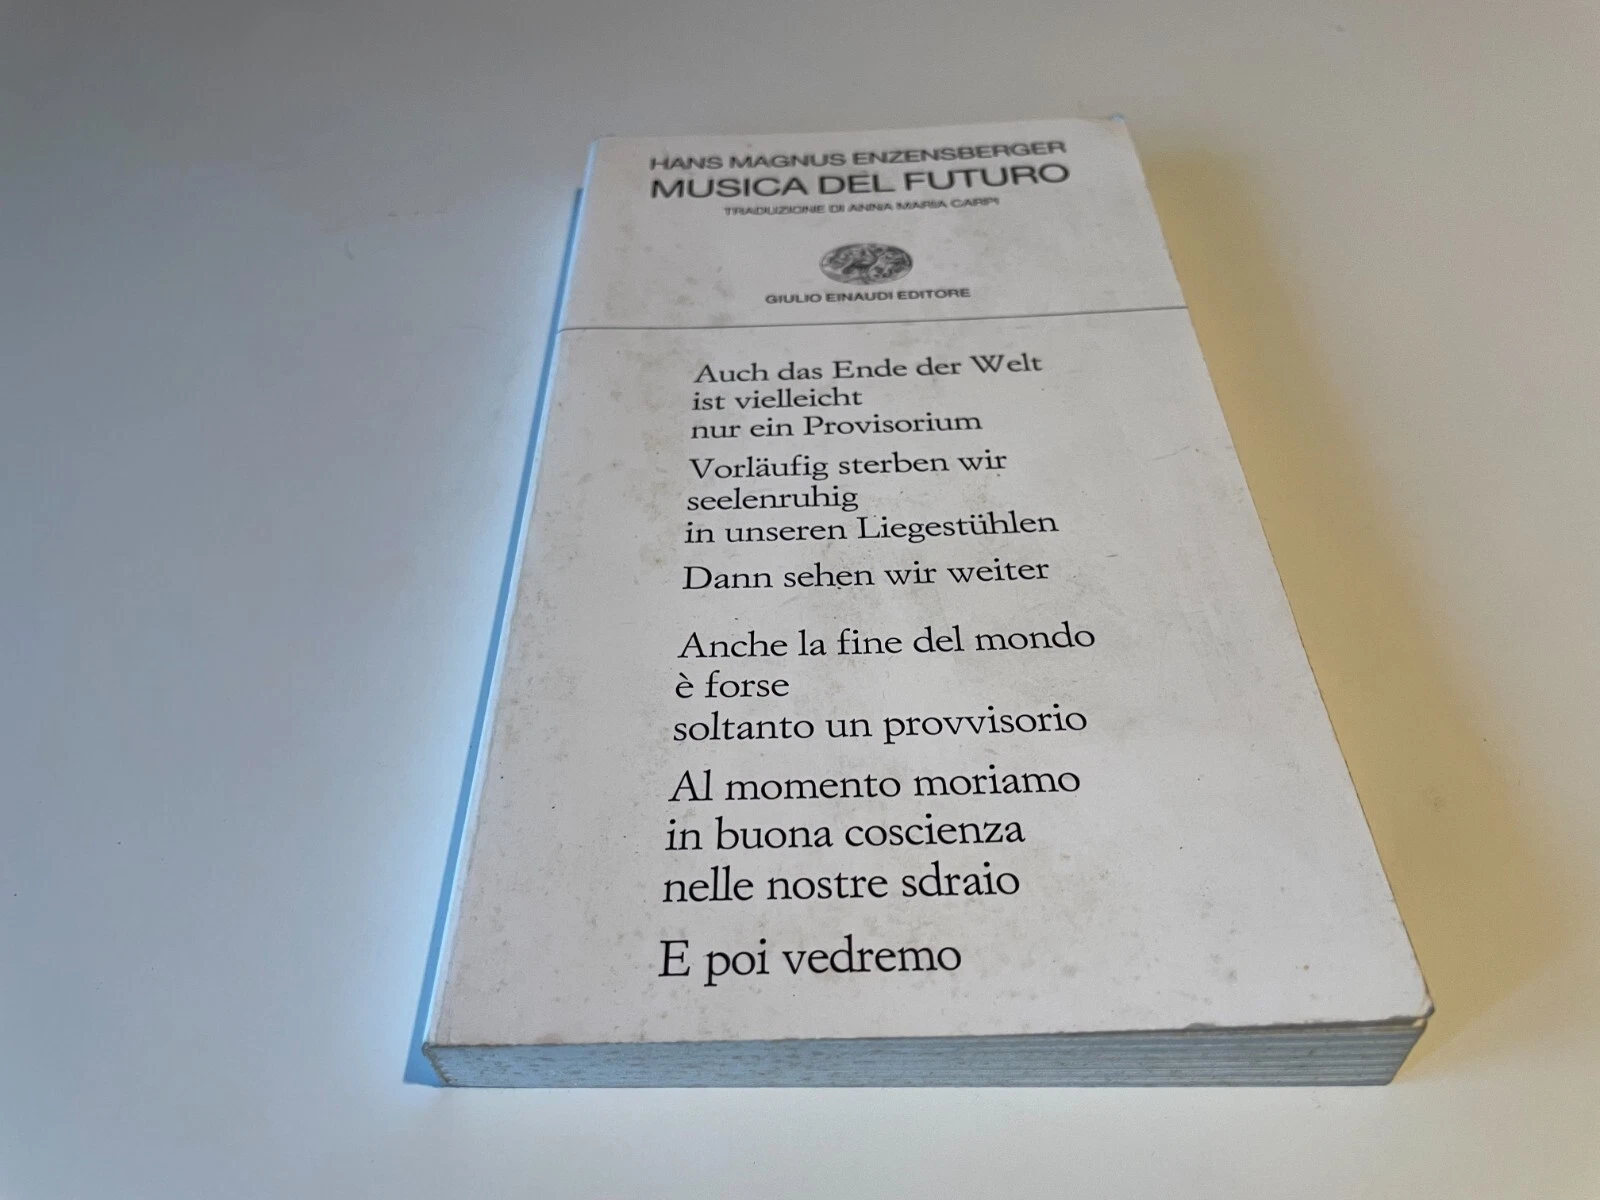 HANS MAGNUS ENZENSBERGER
MUSICA DEL FUTURO
TRADUZIONE DI ANNA MARIA CARPI
GIULIO EINAUDI EDITORE
Auch das Ende der Welt
ist vielleicht
nur ein Provisorium
Vorläufig sterben wir
seelenruhig
in unseren Liegestühlen
Dann sehen wir weiter
Anche la fine del mondo
è forse
soltanto un provvisorio
Al momento moriamo
in buona coscienza
nelle nostre sdraio
E poi vedremo